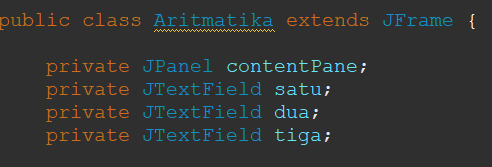 public class Aritmatika extends JFrame {
private JPanel contentPane;
private JTextField satu;
private JTextField dua;
private JTextField tiga;